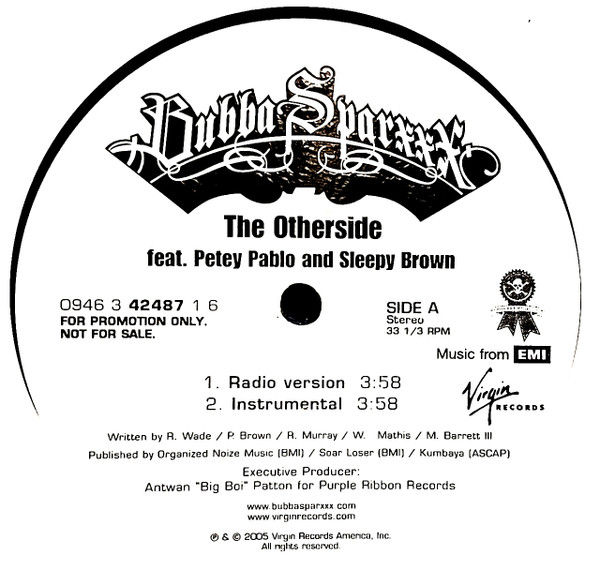 Bubba Sparxxx
The Otherside
feat. Petey Pablo and Sleepy Brown
0946 3 42487 1 6
FOR PROMOTION ONLY.
NOT FOR SALE.
SIDE A
Stereo
33 1/3 RPM
Music from EMI
1. Radio version 3:58
2. Instrumental 3:58
Virgin
RECORDS
Written by R. Wade / P. Brown / R. Murray / W. Mathis / M. Barrett III
Published by Organized Noize Music (BMI) / Soar Loser (BMI) / Kumbaya (ASCAP)
Executive Producer:
Antwan "Big Boi" Patton for Purple Ribbon Records
www.bubbasparxxx.com
www.virginrecords.com
℗ & © 2005 Virgin Records America, Inc.
All rights reserved.